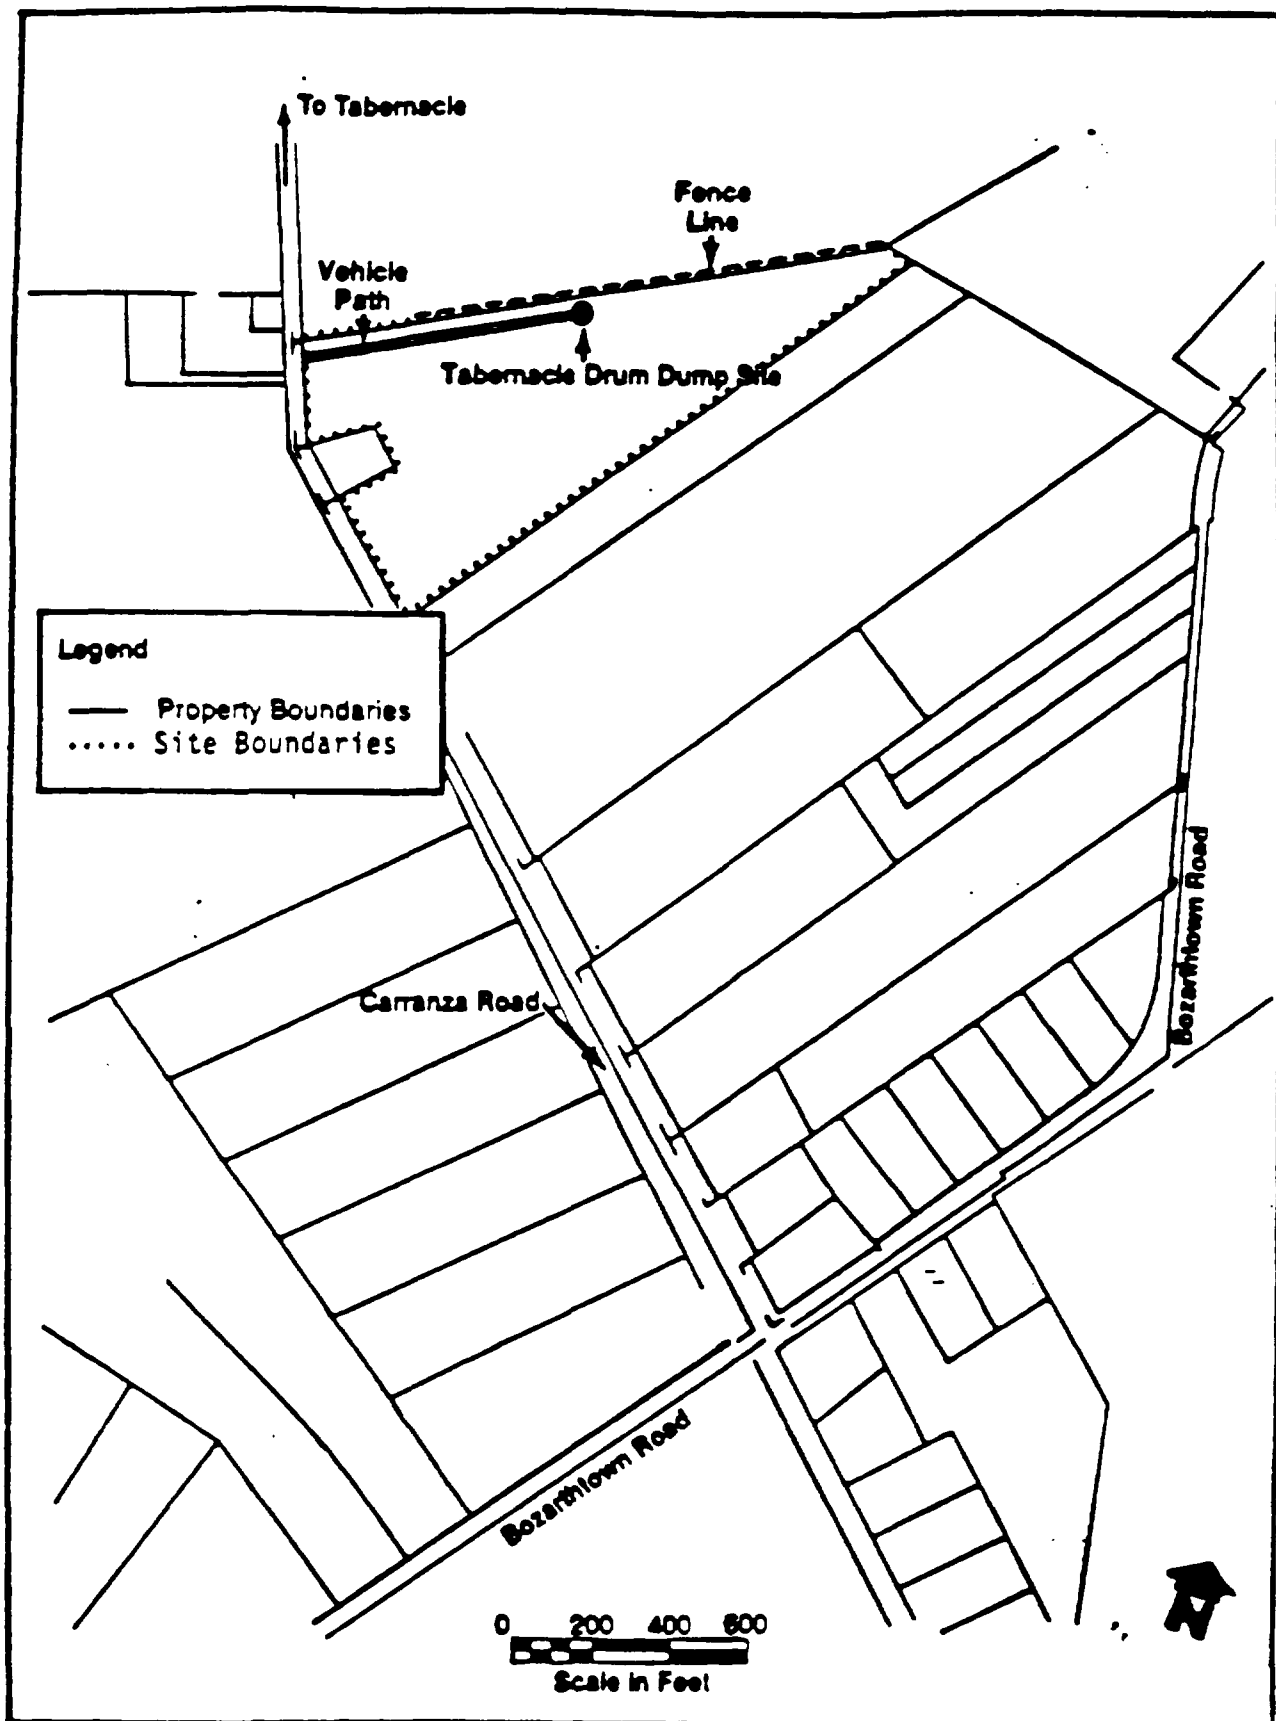 To Tabernacle
Fence
Line
Vehicle
Path
Tabernacle Drum Dump Site
Legend
Property Boundaries
Site Boundaries
Bozarthtown Road
Carranza Road
Bozarthtown Road
0 200 400 600
Scale in Feet